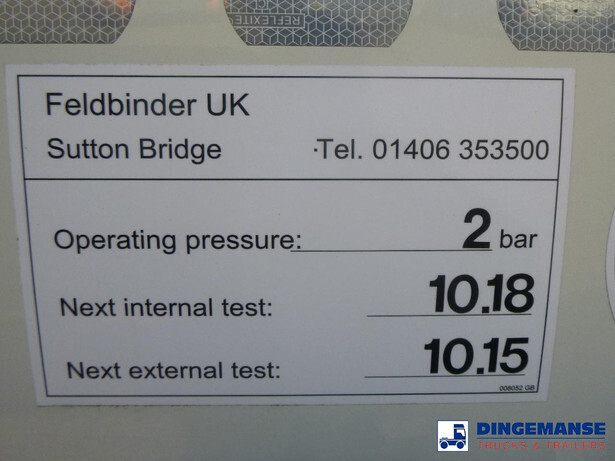 REFLEXITE
Feldbinder UK
Sutton Bridge Tel. 01406 353500
Operating pressure: 2 bar
Next internal test: 10.18
Next external test: 10.15
008052 GB
DINGEMANSE
TRUCKS & TRAILERS